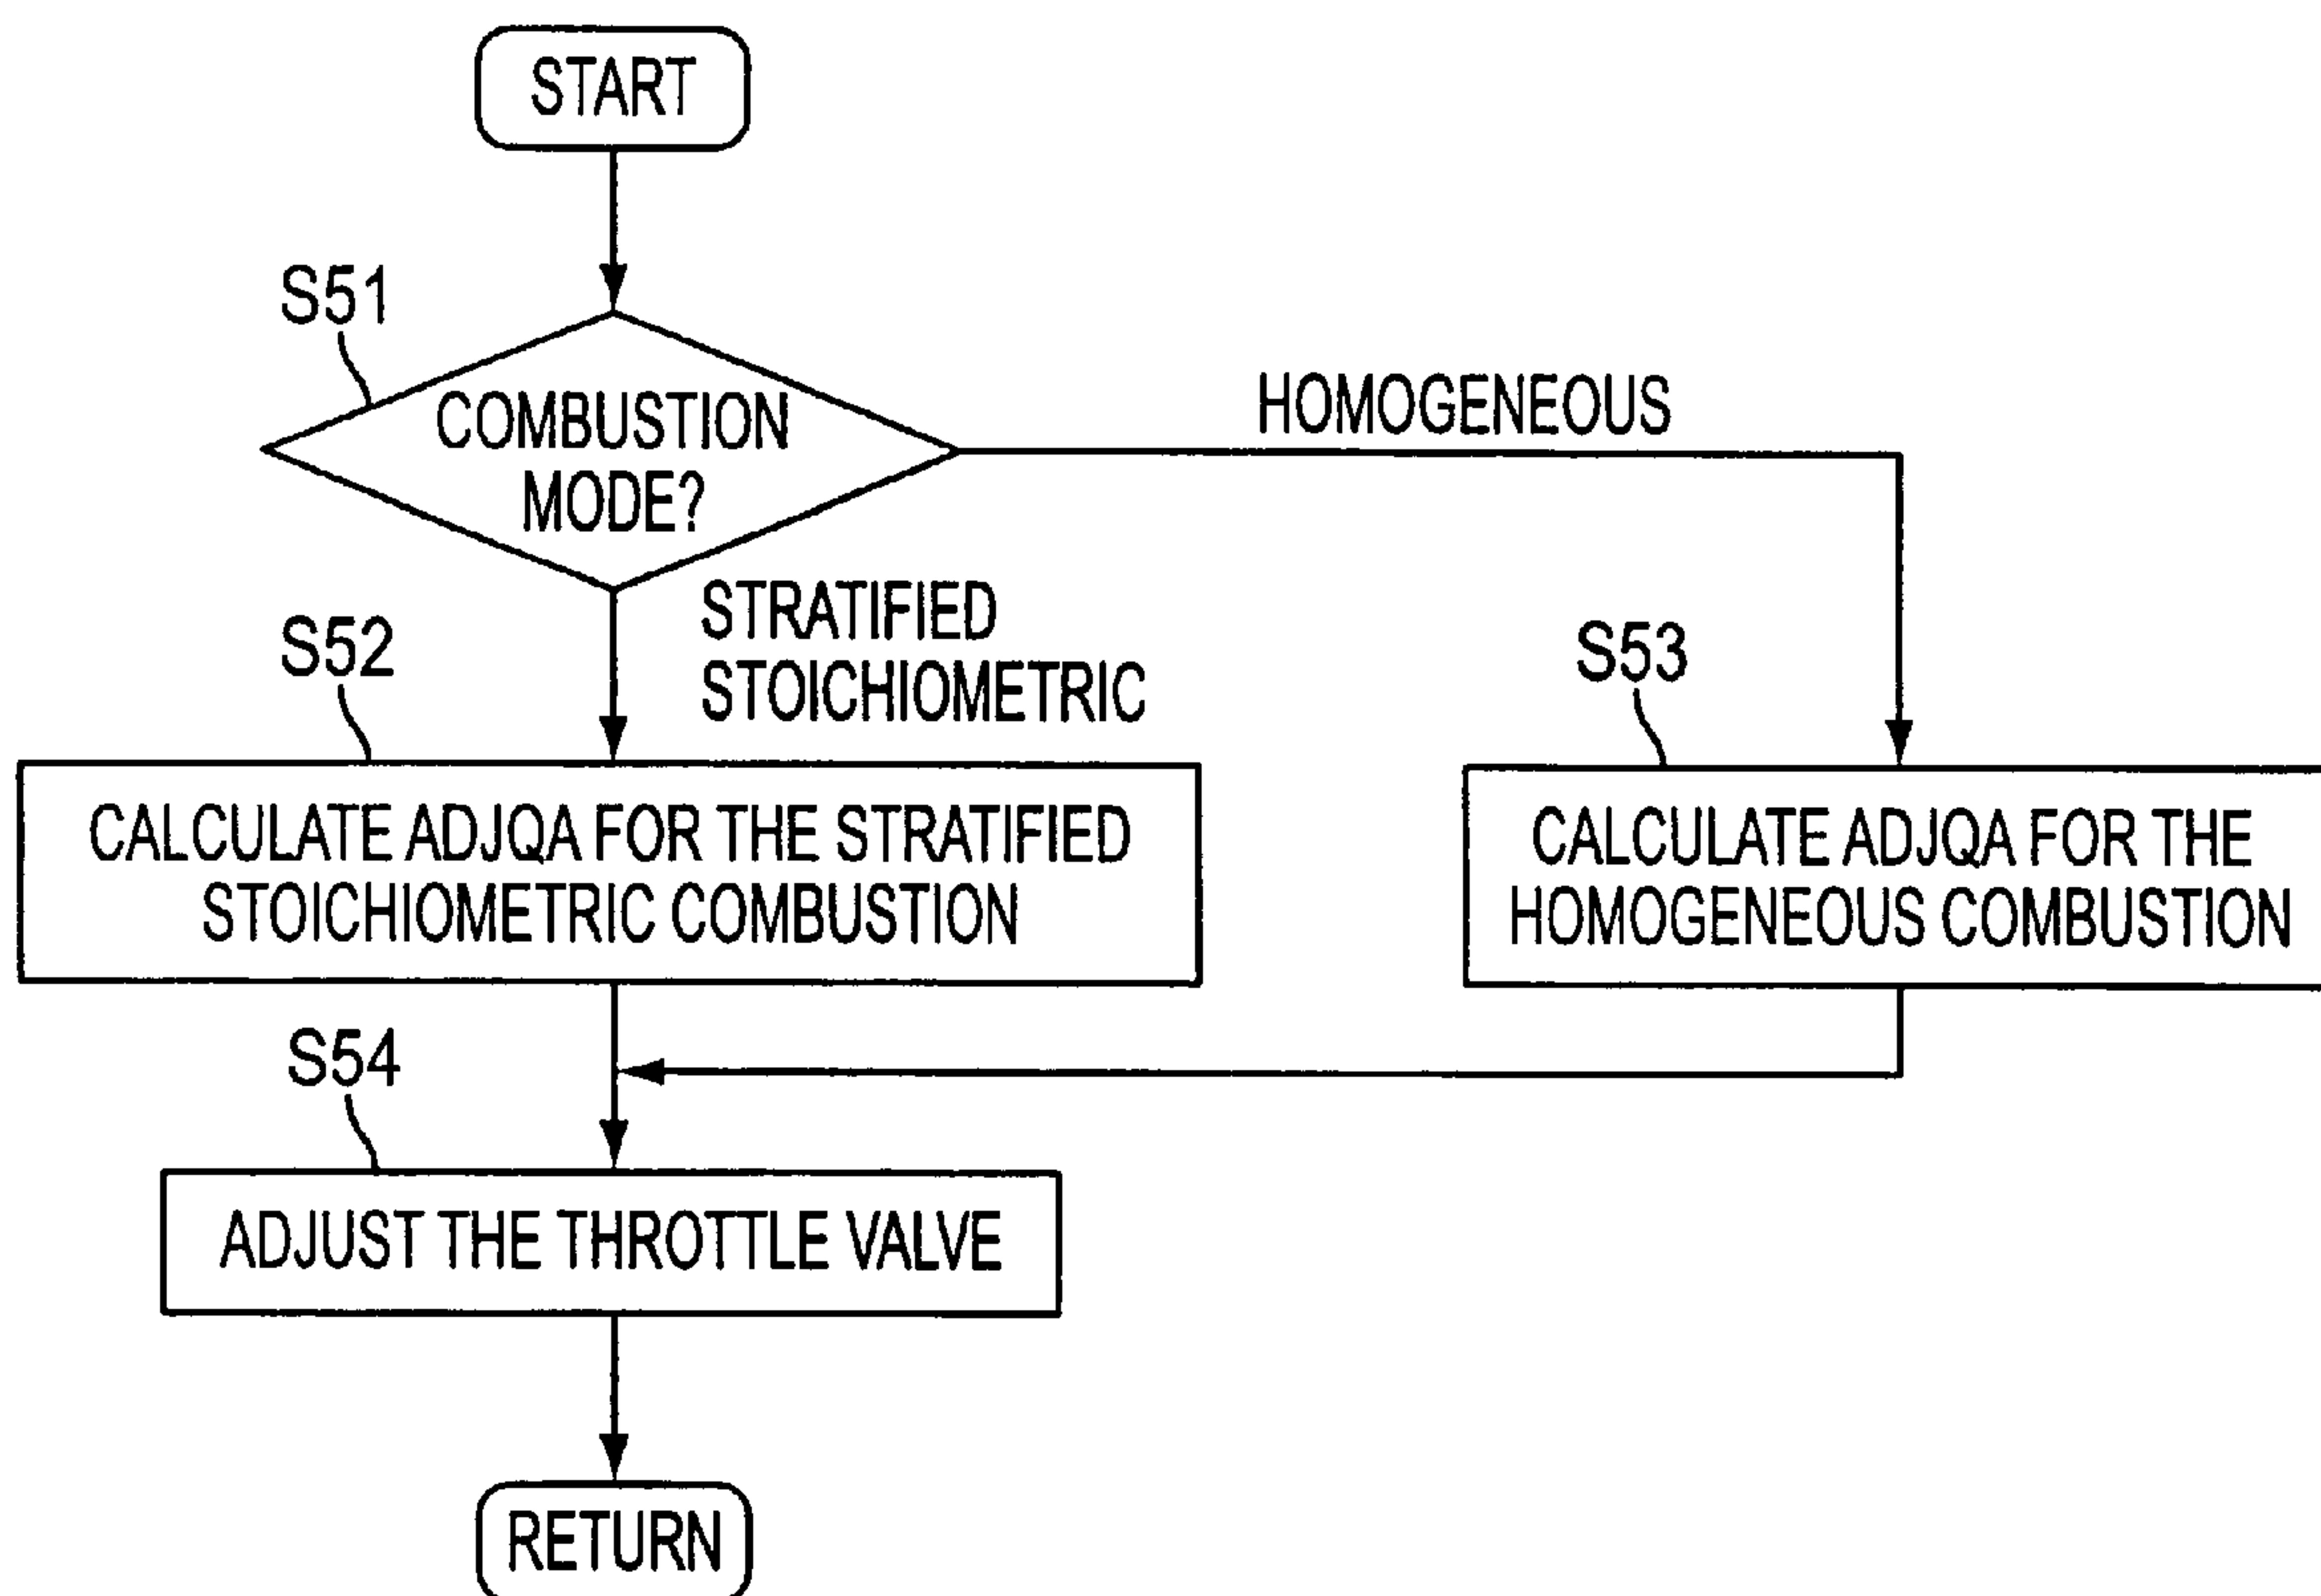 START
S51
COMBUSTION
MODE?
HOMOGENEOUS
STRATIFIED
STOICHIOMETRIC
S52
S53
CALCULATE ADJQA FOR THE STRATIFIED
STOICHIOMETRIC COMBUSTION
CALCULATE ADJQA FOR THE
HOMOGENEOUS COMBUSTION
S54
ADJUST THE THROTTLE VALVE
RETURN